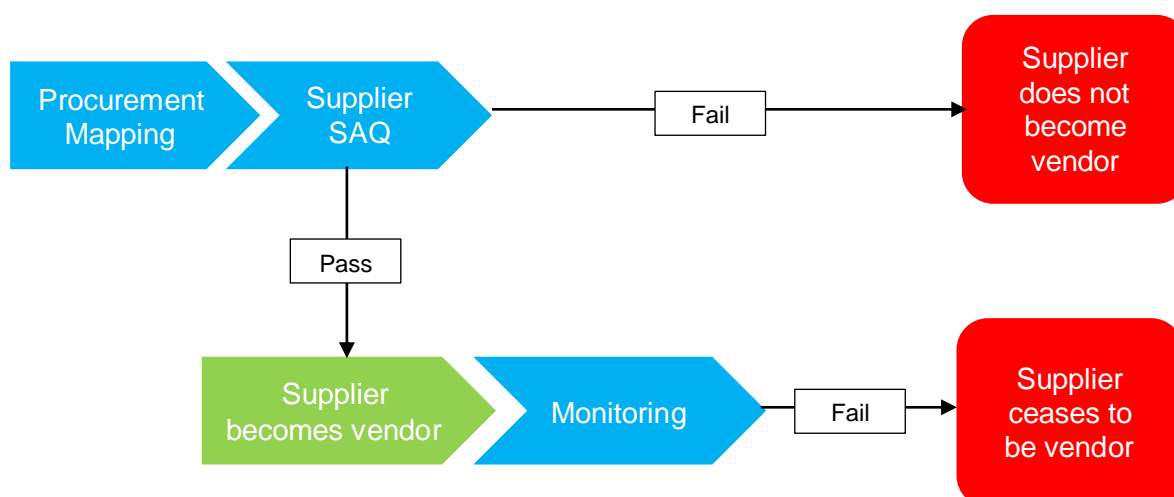 Procurement
Mapping
Supplier
SAQ
Fail
Supplier
does not
become
vendor
Pass
Supplier
becomes vendor
Monitoring
Fail
Supplier
ceases to
be vendor